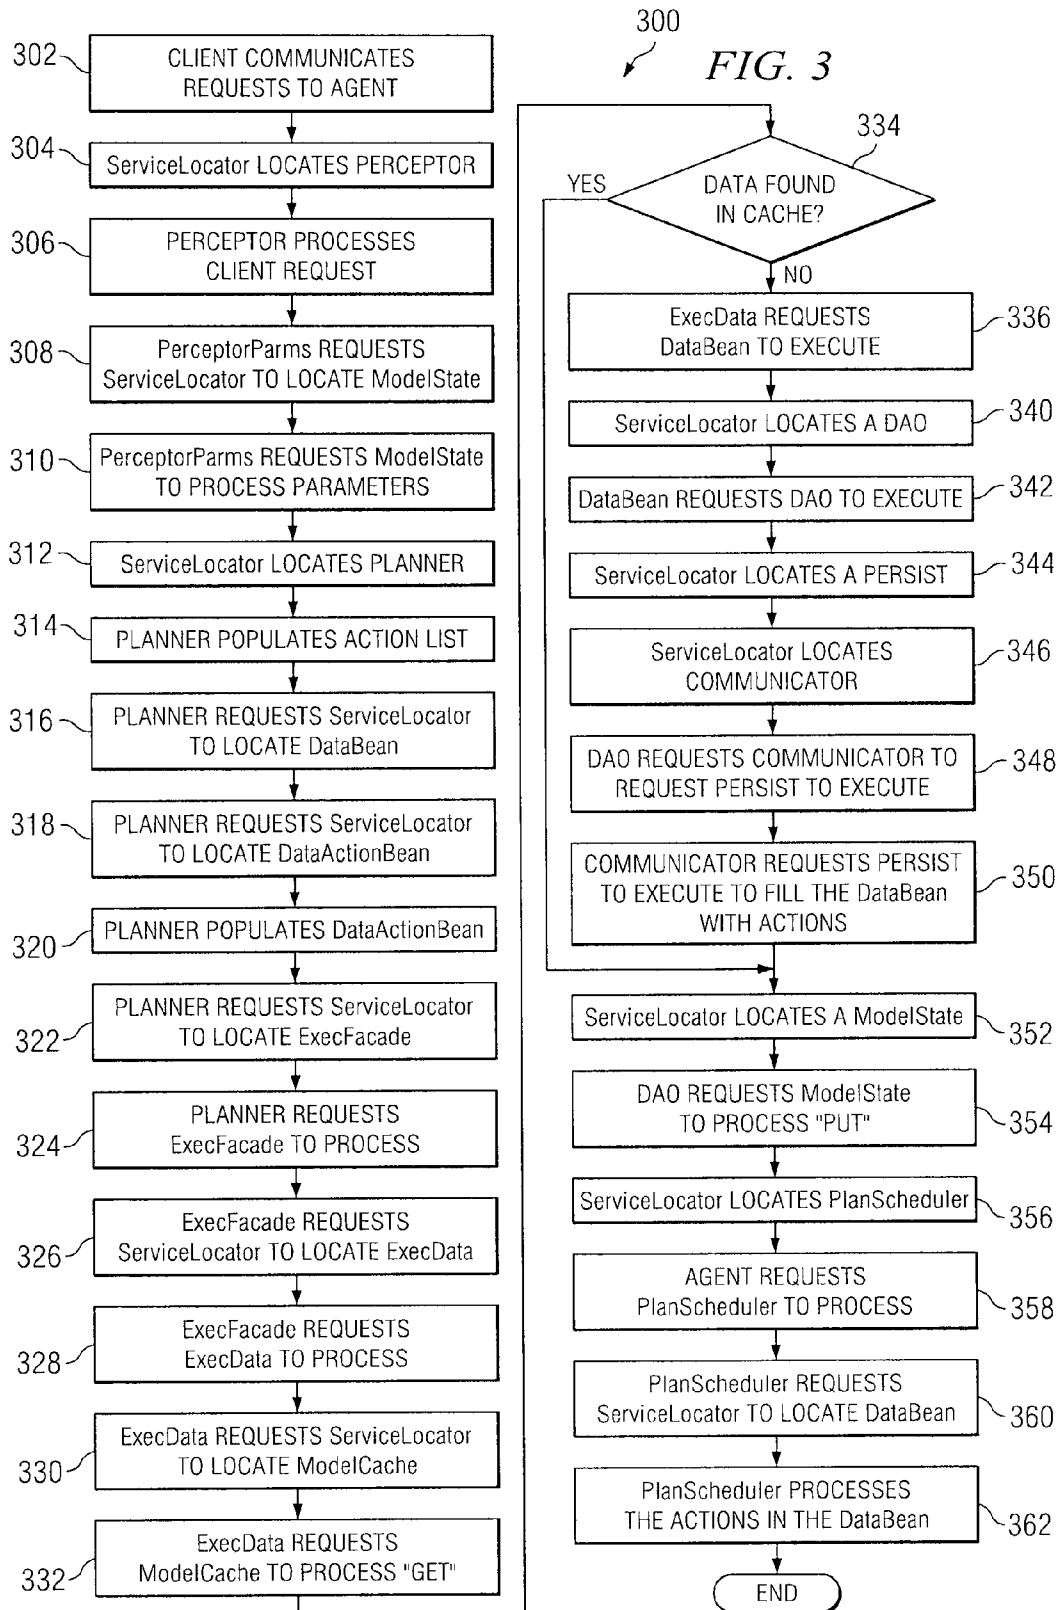 300
FIG. 3
302
CLIENT COMMUNICATES
REQUESTS TO AGENT
304
ServiceLocator LOCATES PERCEPTOR
306
PERCEPTOR PROCESSES
CLIENT REQUEST
308
PerceptorParms REQUESTS
ServiceLocator TO LOCATE ModelState
310
PerceptorParms REQUESTS ModelState
TO PROCESS PARAMETERS
312
ServiceLocator LOCATES PLANNER
314
PLANNER POPULATES ACTION LIST
316
PLANNER REQUESTS ServiceLocator
TO LOCATE DataBean
318
PLANNER REQUESTS ServiceLocator
TO LOCATE DataActionBean
320
PLANNER POPULATES DataActionBean
322
PLANNER REQUESTS ServiceLocator
TO LOCATE ExecFacade
324
PLANNER REQUESTS
ExecFacade TO PROCESS
326
ExecFacade REQUESTS
ServiceLocator TO LOCATE ExecData
328
ExecFacade REQUESTS
ExecData TO PROCESS
330
ExecData REQUESTS ServiceLocator
TO LOCATE ModelCache
332
ExecData REQUESTS
ModelCache TO PROCESS "GET"
334
DATA FOUND
IN CACHE?
YES
NO
ExecData REQUESTS
DataBean TO EXECUTE
336
ServiceLocator LOCATES A DAO
340
DataBean REQUESTS DAO TO EXECUTE
342
ServiceLocator LOCATES A PERSIST
344
ServiceLocator LOCATES
COMMUNICATOR
346
DAO REQUESTS COMMUNICATOR TO
REQUEST PERSIST TO EXECUTE
348
COMMUNICATOR REQUESTS PERSIST
TO EXECUTE TO FILL THE DataBean
WITH ACTIONS
350
ServiceLocator LOCATES A ModelState
352
DAO REQUESTS ModelState
TO PROCESS "PUT"
354
ServiceLocator LOCATES PlanScheduler
356
AGENT REQUESTS
PlanScheduler TO PROCESS
358
PlanScheduler REQUESTS
ServiceLocator TO LOCATE DataBean
360
PlanScheduler PROCESSES
THE ACTIONS IN THE DataBean
362
END